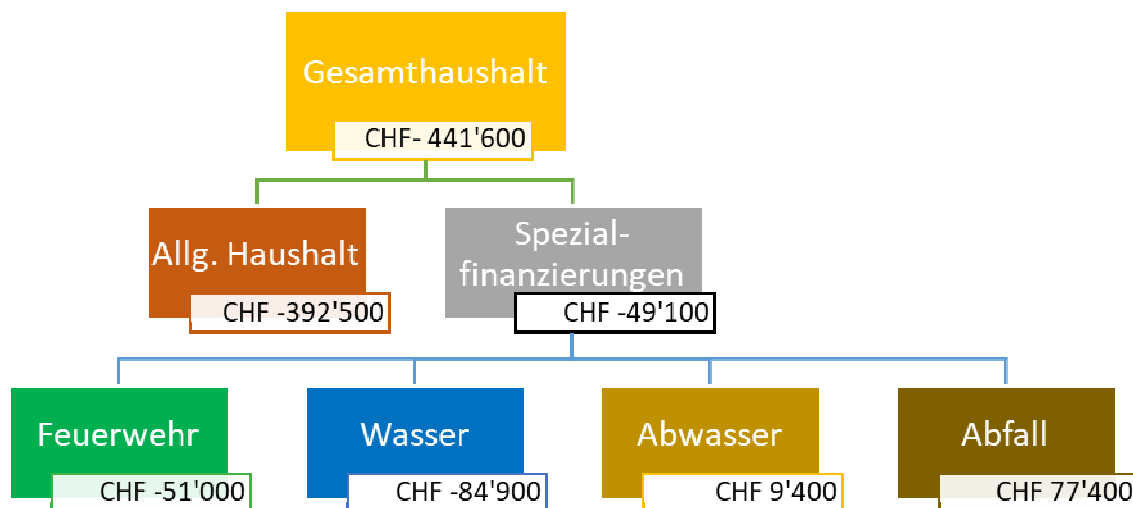 Gesamthaushalt
CHF- 441'600
Allg. Haushalt
CHF -392'500
Spezial-
finanzierungen
CHF -49'100
Feuerwehr
CHF -51'000
Wasser
CHF -84'900
Abwasser
CHF 9'400
Abfall
CHF 77'400